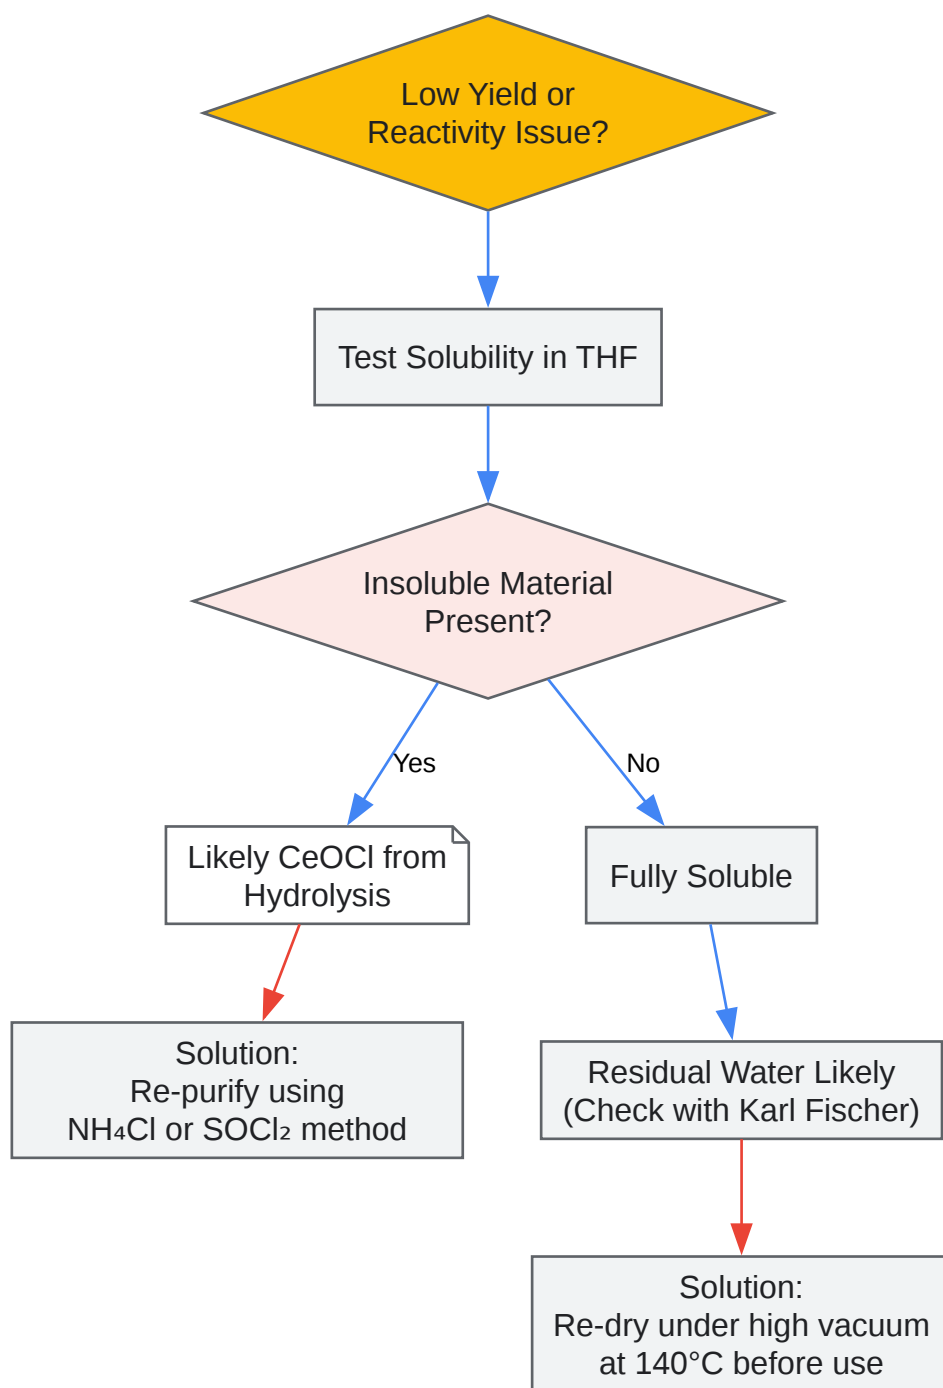 Low Yield or
Reactivity Issue?
Test Solubility in THF
Insoluble Material
Present?
Yes
No
Likely CeOCl from
Hydrolysis
Fully Soluble
Solution:
Re-purify using
NH₄Cl or SOCl₂ method
Residual Water Likely
(Check with Karl Fischer)
Solution:
Re-dry under high vacuum
at 140°C before use